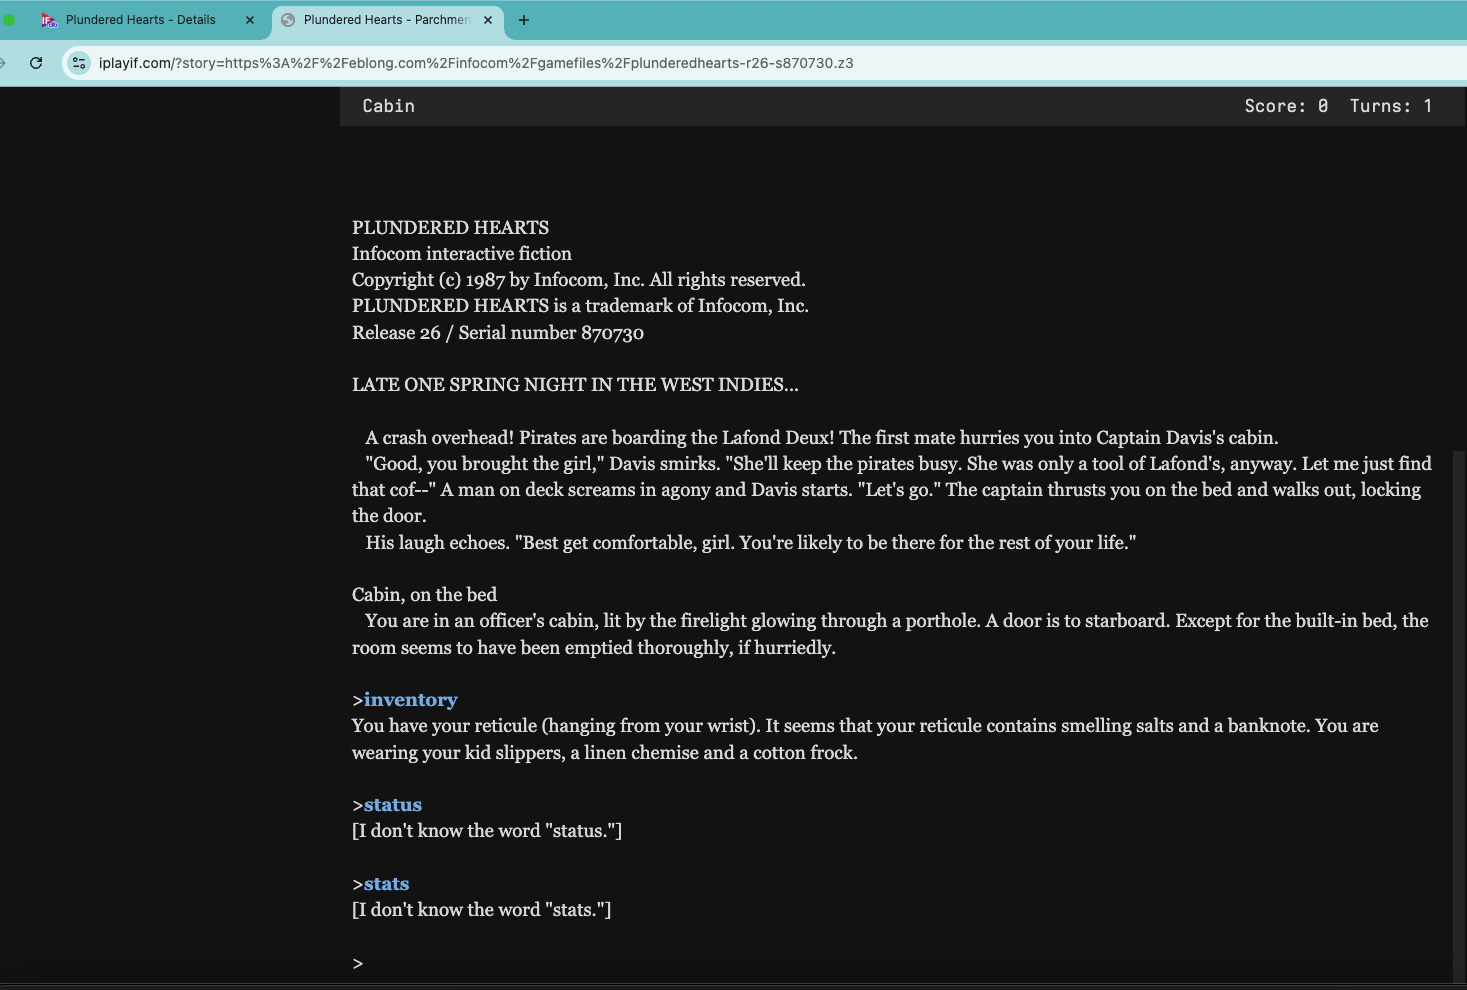 Plundered Hearts - Details
Plundered Hearts - Parchmen
iplayif.com/?story=https%3A%2F%2Feblong.com%2Finfocom%2Fgamefiles%2Fplunderedhearts-r26-s870730.z3
Cabin Score: 0 Turns: 1
PLUNDERED HEARTS
Infocom interactive fiction
Copyright (c) 1987 by Infocom, Inc. All rights reserved.
PLUNDERED HEARTS is a trademark of Infocom, Inc.
Release 26 / Serial number 870730
LATE ONE SPRING NIGHT IN THE WEST INDIES...
A crash overhead! Pirates are boarding the Lafond Deux! The first mate hurries you into Captain Davis's cabin.
"Good, you brought the girl," Davis smirks. "She'll keep the pirates busy. She was only a tool of Lafond's, anyway. Let me just find
that cof--" A man on deck screams in agony and Davis starts. "Let's go." The captain thrusts you on the bed and walks out, locking
the door.
His laugh echoes. "Best get comfortable, girl. You're likely to be there for the rest of your life."
Cabin, on the bed
You are in an officer's cabin, lit by the firelight glowing through a porthole. A door is to starboard. Except for the built-in bed, the
room seems to have been emptied thoroughly, if hurriedly.
>inventory
You have your reticule (hanging from your wrist). It seems that your reticule contains smelling salts and a banknote. You are
wearing your kid slippers, a linen chemise and a cotton frock.
>status
[I don't know the word "status."]
>stats
[I don't know the word "stats."]
>